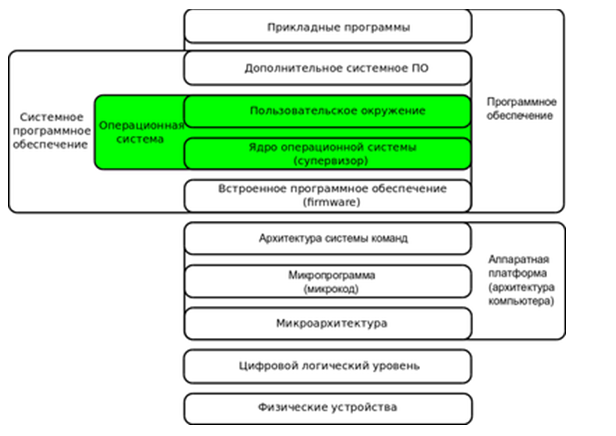 Прикладные программы
Дополнительное системное ПО
Системное
программное
обеспечение
Операционная
система
Пользовательское окружение
Программное
обеспечение
Ядро операционной системы
(супервизор)
Встроенное программное обеспечение
(firmware)
Архитектура системы команд
Микропрограмма
(микрокод)
Аппаратная
платформа
(архитектура
компьютера)
Микроархитектура
Цифровой логический уровень
Физические устройства